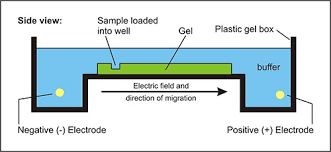 Side view:
Sample loaded
into well
Gel
Plastic gel box
buffer
Electric field and
direction of migration
Negative (-) Electrode
Positive (+) Electrode